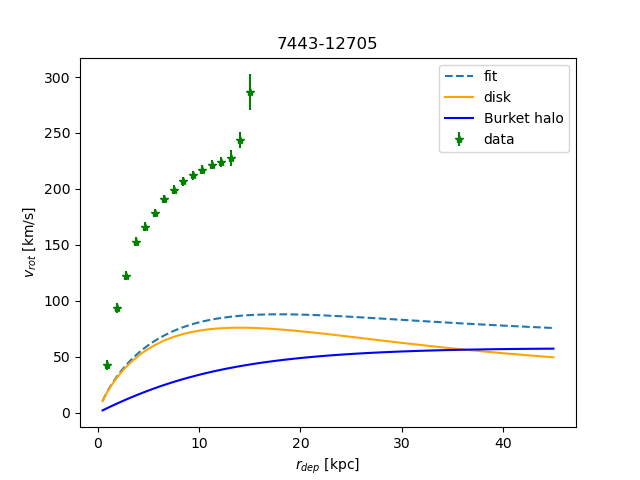 7443-12705
300
250
200
150
100
50
0
v_rot [km/s]
fit
disk
Burket halo
data
0 10 20 30 40
r_dep [kpc]